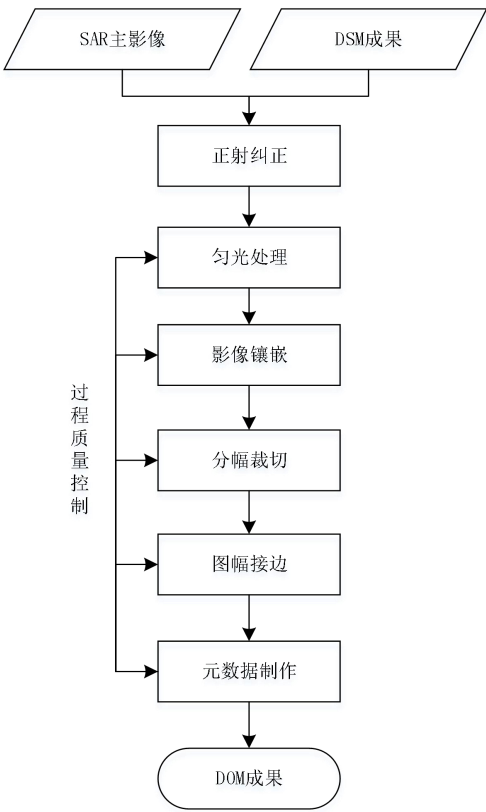 SAR主影像
DSM成果
正射纠正
匀光处理
影像镶嵌
过程质量控制
分幅裁切
图幅接边
元数据制作
DOM成果